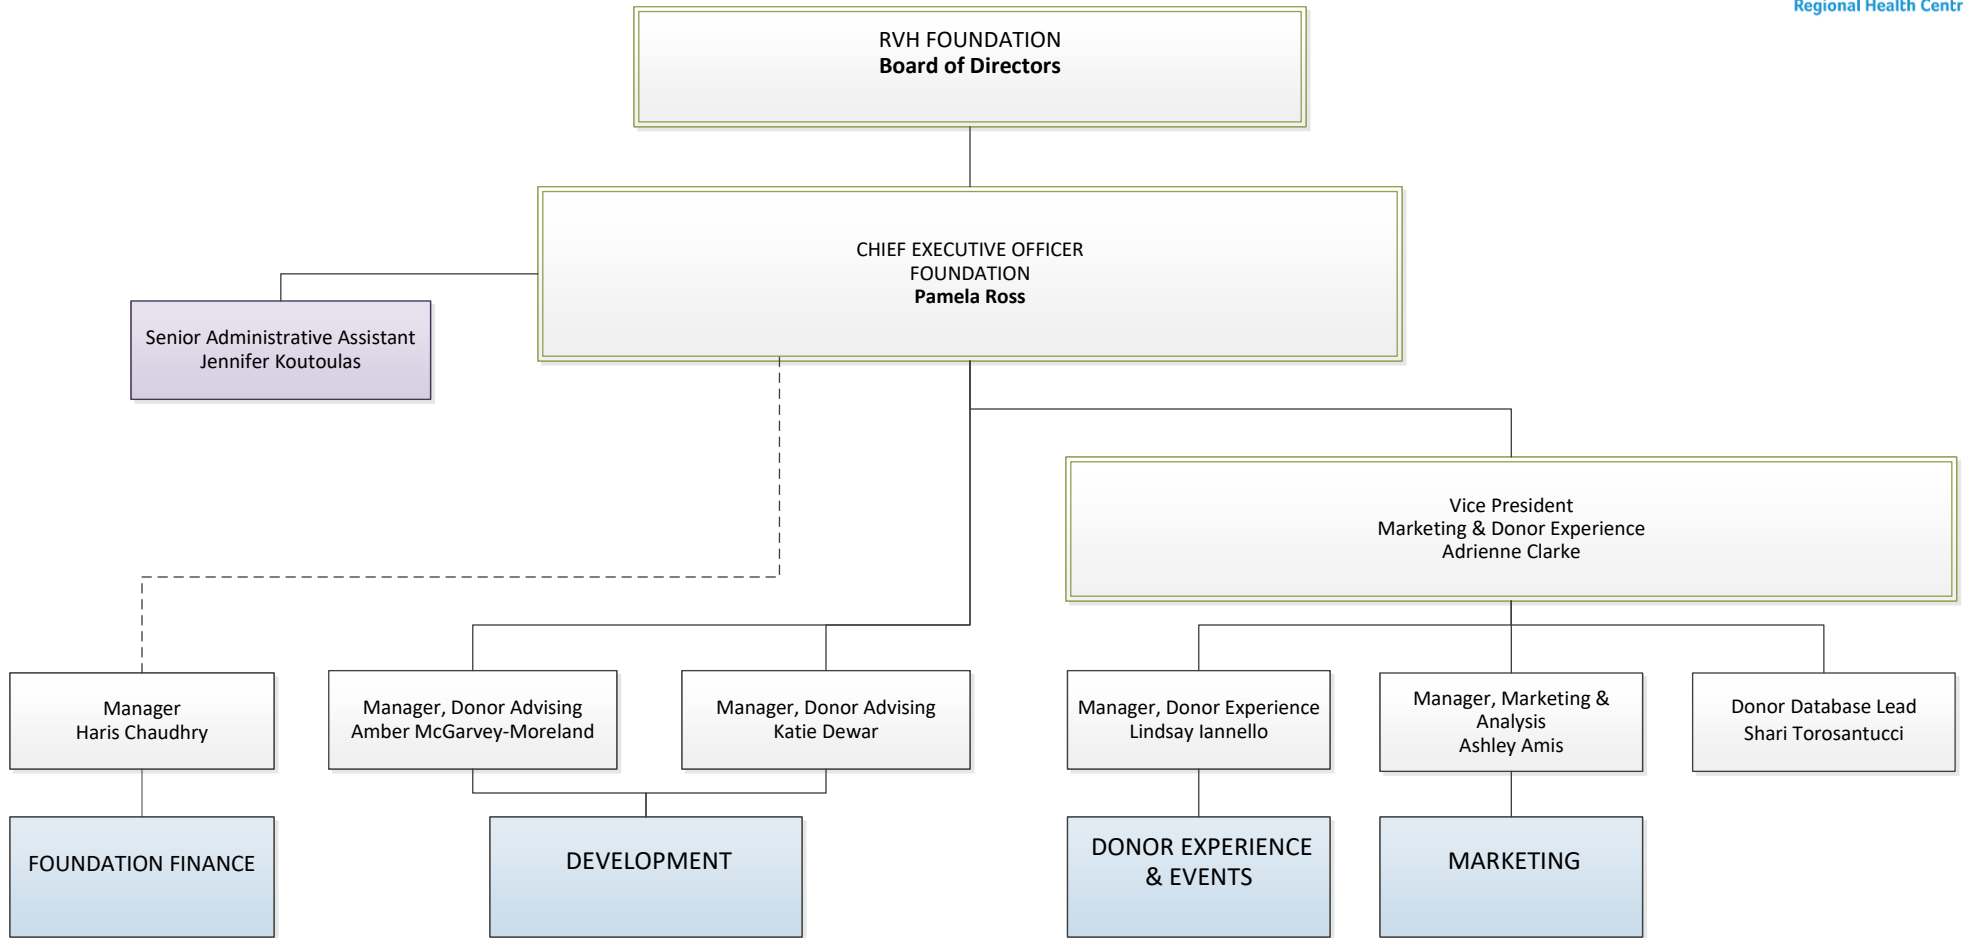 Regional Health Centr
RVH FOUNDATION
Board of Directors
CHIEF EXECUTIVE OFFICER
FOUNDATION
Pamela Ross
Senior Administrative Assistant
Jennifer Koutoulas
Vice President
Marketing & Donor Experience
Adrienne Clarke
Manager
Haris Chaudhry
Manager, Donor Advising
Amber McGarvey-Moreland
Manager, Donor Advising
Katie Dewar
Manager, Donor Experience
Lindsay Iannello
Manager, Marketing &
Analysis
Ashley Amis
Donor Database Lead
Shari Torosantucci
FOUNDATION FINANCE
DEVELOPMENT
DONOR EXPERIENCE
& EVENTS
MARKETING